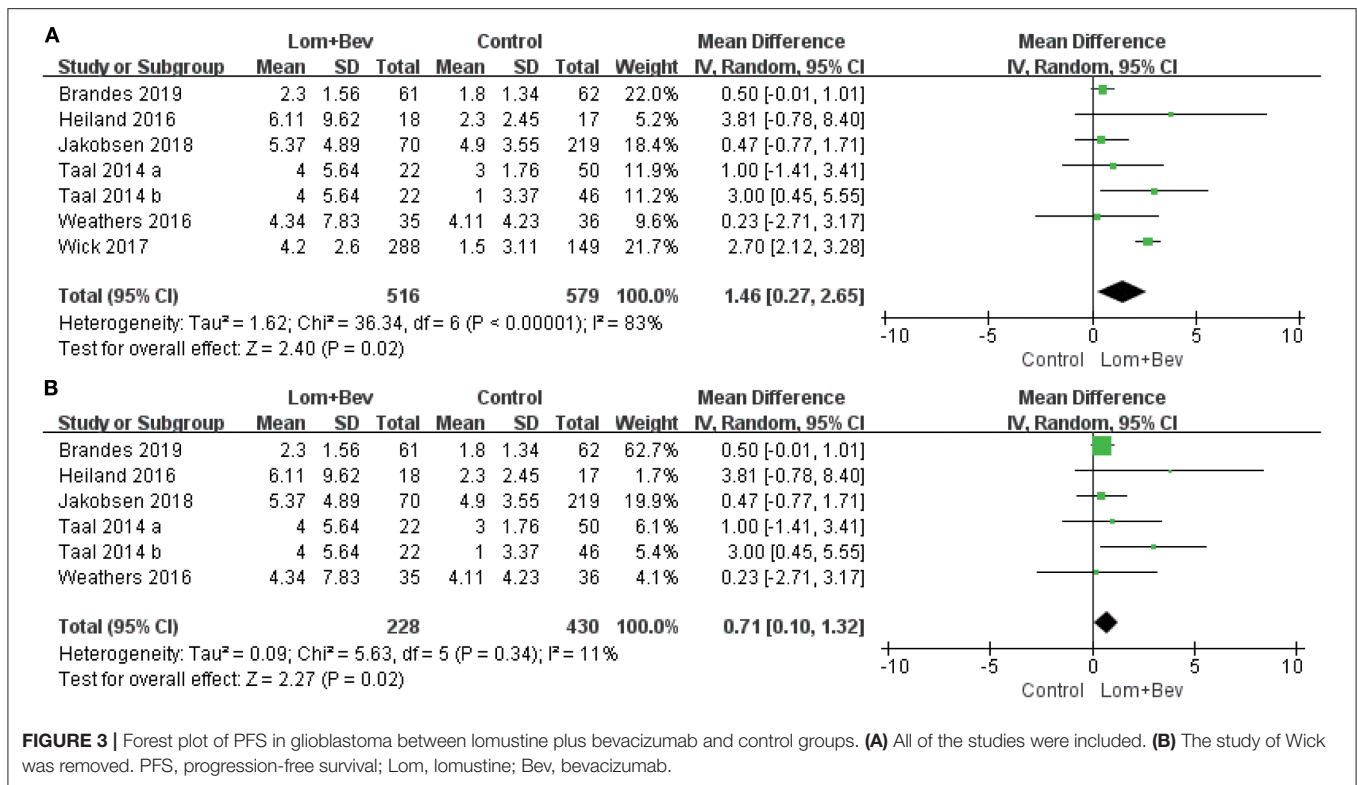 A
Lom+Bev Control Mean Difference Mean Difference
Study or Subgroup Mean SD Total Mean SD Total Weight IV, Random, 95% CI IV, Random, 95% CI
Brandes 2019 2.3 1.56 61 1.8 1.34 62 22.0% 0.50 [-0.01, 1.01]
Heiland 2016 6.11 9.62 18 2.3 2.45 17 5.2% 3.81 [-0.78, 8.40]
Jakobsen 2018 5.37 4.89 70 4.9 3.55 219 18.4% 0.47 [-0.77, 1.71]
Taal 2014 a 4 5.64 22 3 1.76 50 11.9% 1.00 [-1.41, 3.41]
Taal 2014 b 4 5.64 22 1 3.37 46 11.2% 3.00 [0.45, 5.55]
Weathers 2016 4.34 7.83 35 4.11 4.23 36 9.6% 0.23 [-2.71, 3.17]
Wick 2017 4.2 2.6 288 1.5 3.11 149 21.7% 2.70 [2.12, 3.28]
Total (95% CI) 516 579 100.0% 1.46 [0.27, 2.65]
Heterogeneity: Tau² = 1.62; Chi² = 36.34, df = 6 (P < 0.00001); I² = 83%
Test for overall effect: Z = 2.40 (P = 0.02)
-10 -5 0 5 10
Control Lom+Bev
B
Lom+Bev Control Mean Difference Mean Difference
Study or Subgroup Mean SD Total Mean SD Total Weight IV, Random, 95% CI IV, Random, 95% CI
Brandes 2019 2.3 1.56 61 1.8 1.34 62 62.7% 0.50 [-0.01, 1.01]
Heiland 2016 6.11 9.62 18 2.3 2.45 17 1.7% 3.81 [-0.78, 8.40]
Jakobsen 2018 5.37 4.89 70 4.9 3.55 219 19.9% 0.47 [-0.77, 1.71]
Taal 2014 a 4 5.64 22 3 1.76 50 6.1% 1.00 [-1.41, 3.41]
Taal 2014 b 4 5.64 22 1 3.37 46 5.4% 3.00 [0.45, 5.55]
Weathers 2016 4.34 7.83 35 4.11 4.23 36 4.1% 0.23 [-2.71, 3.17]
Total (95% CI) 228 430 100.0% 0.71 [0.10, 1.32]
Heterogeneity: Tau² = 0.09; Chi² = 5.63, df = 5 (P = 0.34); I² = 11%
Test for overall effect: Z = 2.27 (P = 0.02)
-10 -5 0 5 10
Control Lom+Bev
FIGURE 3 | Forest plot of PFS in glioblastoma between lomustine plus bevacizumab and control groups. (A) All of the studies were included. (B) The study of Wick
was removed. PFS, progression-free survival; Lom, lomustine; Bev, bevacizumab.